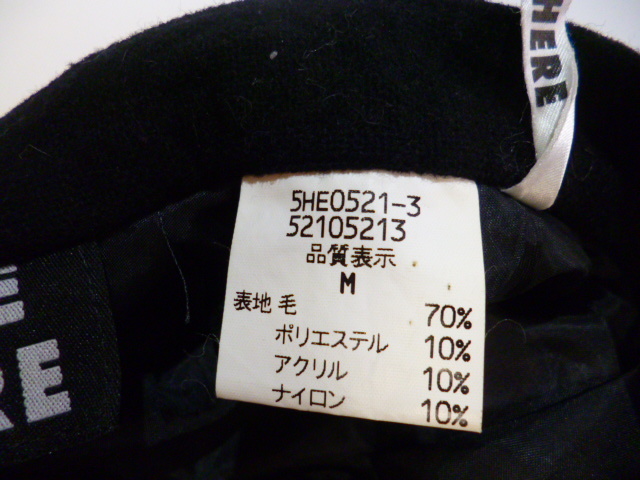 HERE
5HE0521-3
52105213
品質表示
M
表地 毛 70%
ポリエステル 10%
アクリル 10%
ナイロン 10%
E
RE